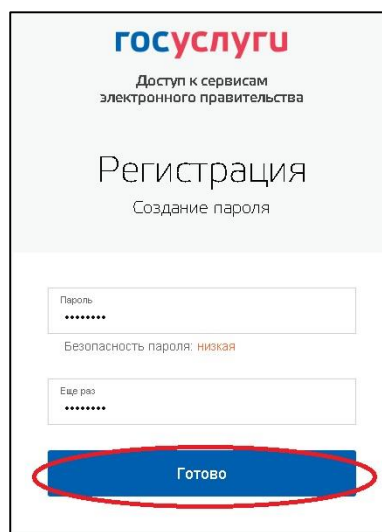 госуслуги
Доступ к сервисам
электронного правительства
Регистрация
Создание пароля
Пароль
••••••••
Безопасность пароля: низкая
Еще раз
••••••••
Готово